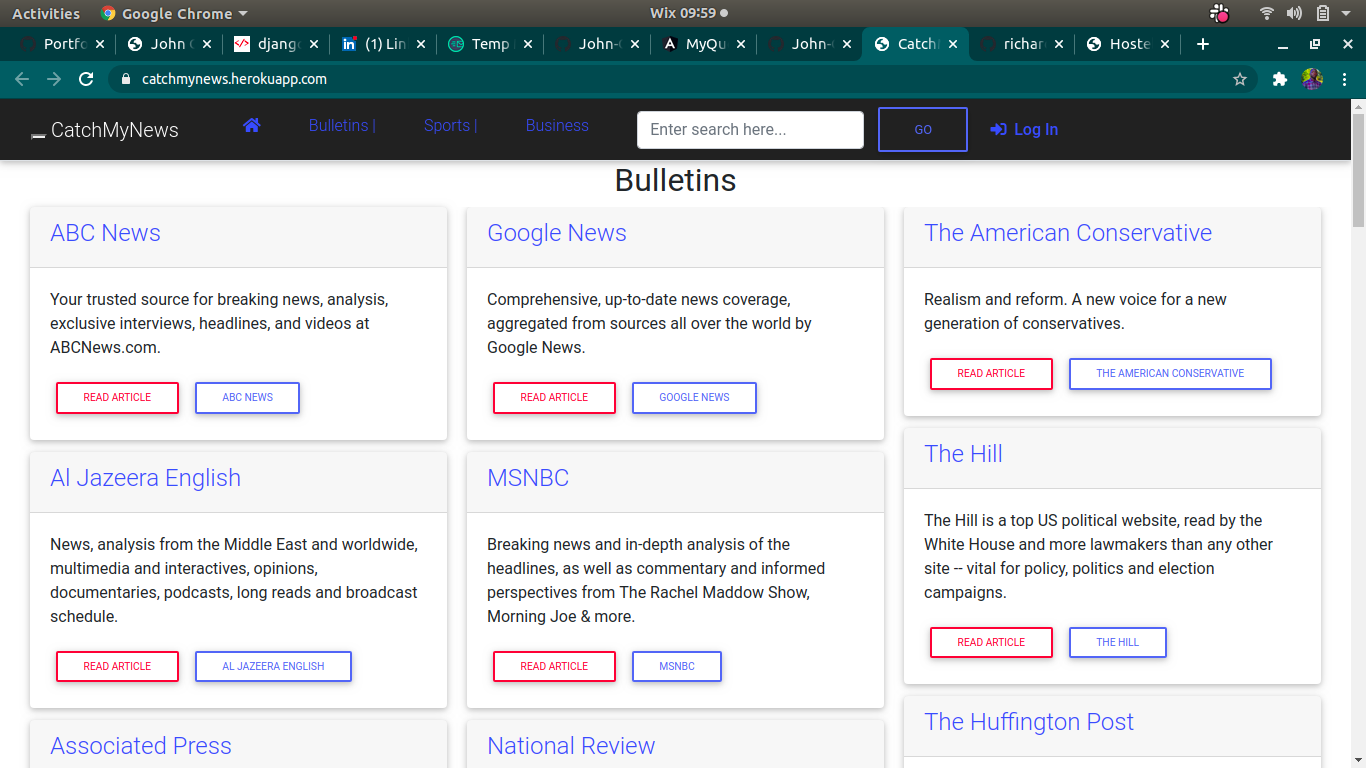 Activities Google Chrome Wix 09:59
Portfo John djang (1) Lin Temp John- MyQu John- Catch richar Hoste
catchmynews.herokuapp.com
CatchMyNews Bulletins | Sports | Business Enter search here... GO Log In
Bulletins
ABC News
Your trusted source for breaking news, analysis,
exclusive interviews, headlines, and videos at
ABCNews.com.
READ ARTICLE ABC NEWS
Google News
Comprehensive, up-to-date news coverage,
aggregated from sources all over the world by
Google News.
READ ARTICLE GOOGLE NEWS
The American Conservative
Realism and reform. A new voice for a new
generation of conservatives.
READ ARTICLE THE AMERICAN CONSERVATIVE
Al Jazeera English
News, analysis from the Middle East and worldwide,
multimedia and interactives, opinions,
documentaries, podcasts, long reads and broadcast
schedule.
READ ARTICLE AL JAZEERA ENGLISH
MSNBC
Breaking news and in-depth analysis of the
headlines, as well as commentary and informed
perspectives from The Rachel Maddow Show,
Morning Joe & more.
READ ARTICLE MSNBC
The Hill
The Hill is a top US political website, read by the
White House and more lawmakers than any other
site -- vital for policy, politics and election
campaigns.
READ ARTICLE THE HILL
Associated Press
National Review
The Huffington Post